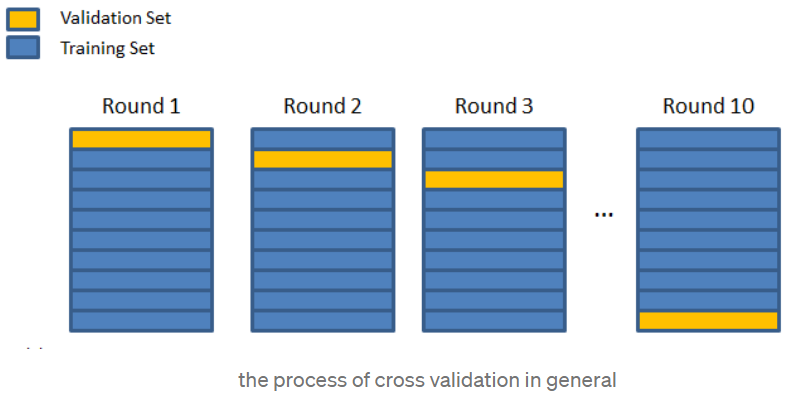 Validation Set
Training Set
Round 1
Round 2
Round 3
Round 10
...
the process of cross validation in general